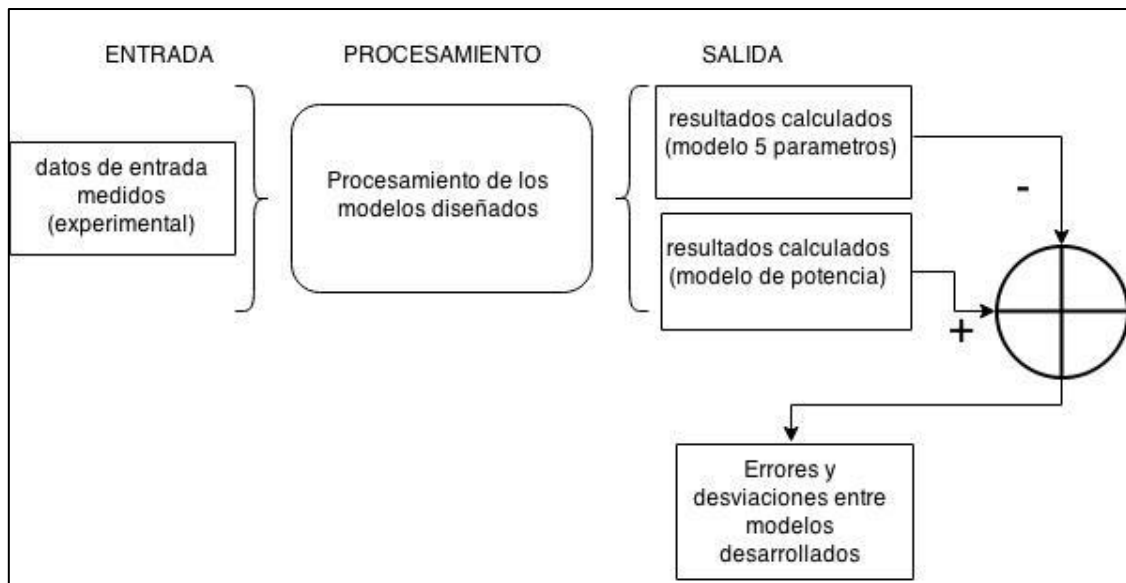 ENTRADA
PROCESAMIENTO
SALIDA
datos de entrada
medidos
(experimental)
Procesamiento de los
modelos diseñados
resultados calculados
(modelo 5 parametros)
-
resultados calculados
(modelo de potencia)
+
Errores y
desviaciones entre
modelos
desarrollados